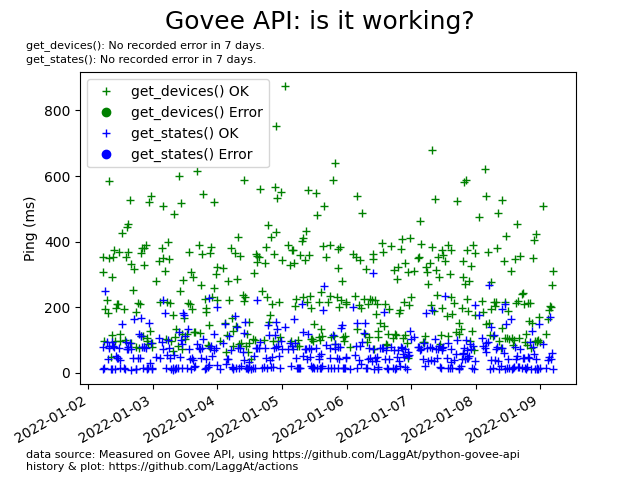 Govee API: is it working?
get_devices(): No recorded error in 7 days.
get_states(): No recorded error in 7 days.
get_devices() OK
get_devices() Error
get_states() OK
get_states() Error
Ping (ms)
800
600
400
200
0
2022-01-02
2022-01-03
2022-01-04
2022-01-05
2022-01-06
2022-01-07
2022-01-08
2022-01-09
data source: Measured on Govee API, using https://github.com/LaggAt/python-govee-api
history & plot: https://github.com/LaggAt/actions